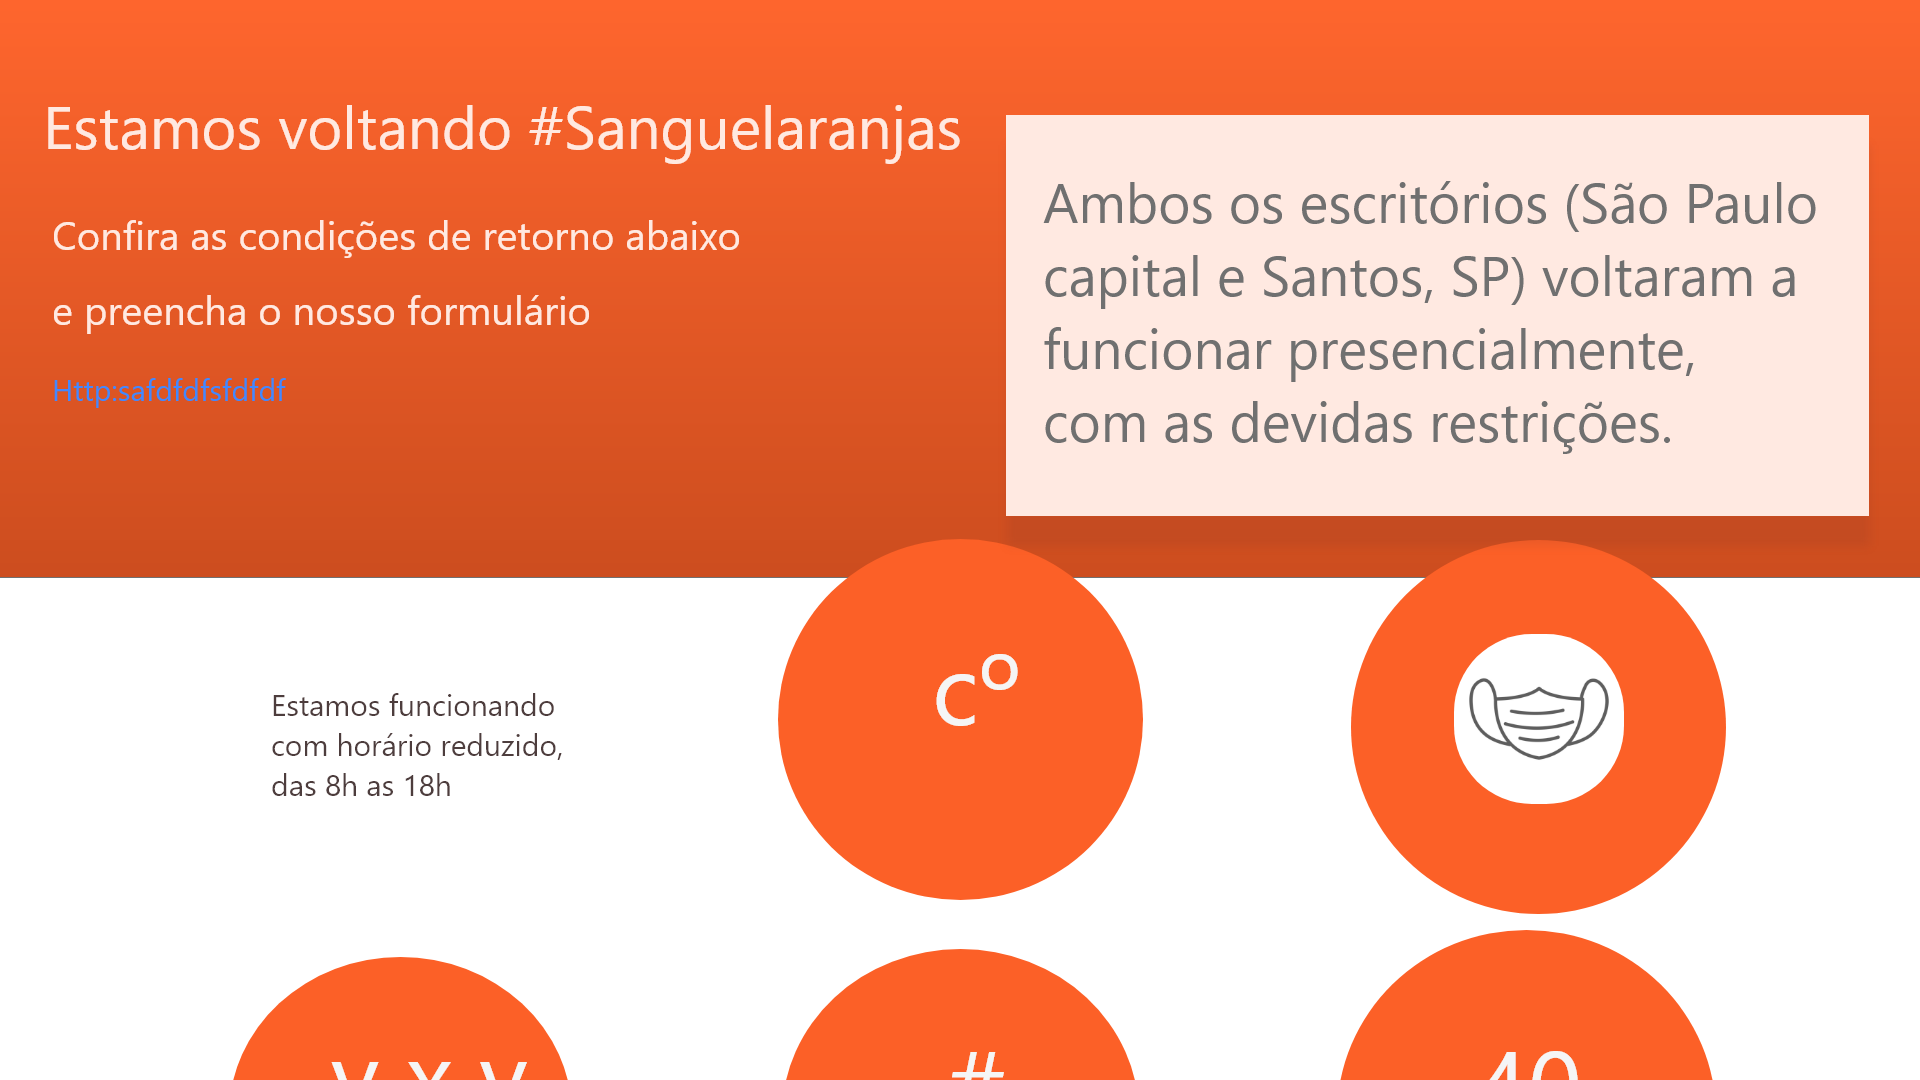 Estamos voltando #Sanguelaranjas
Confira as condições de retorno abaixo
e preencha o nosso formulário
Http:safdfdfsfdfdf
Ambos os escritórios (São Paulo
capital e Santos, SP) voltaram a
funcionar presencialmente,
com as devidas restrições.
Estamos funcionando
com horário reduzido,
das 8h as 18h
cº
#
40